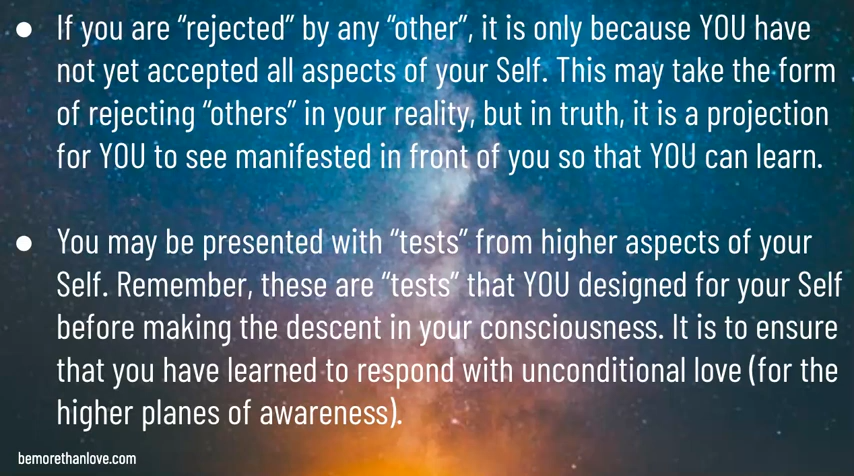 ● If you are “rejected” by any “other”, it is only because YOU have
not yet accepted all aspects of your Self. This may take the form
of rejecting “others” in your reality, but in truth, it is a projection
for YOU to see manifested in front of you so that YOU can learn.
● You may be presented with “tests” from higher aspects of your
Self. Remember, these are “tests” that YOU designed for your Self
before making the descent in your consciousness. It is to ensure
that you have learned to respond with unconditional love (for the
higher planes of awareness).
bemorethanlove.com